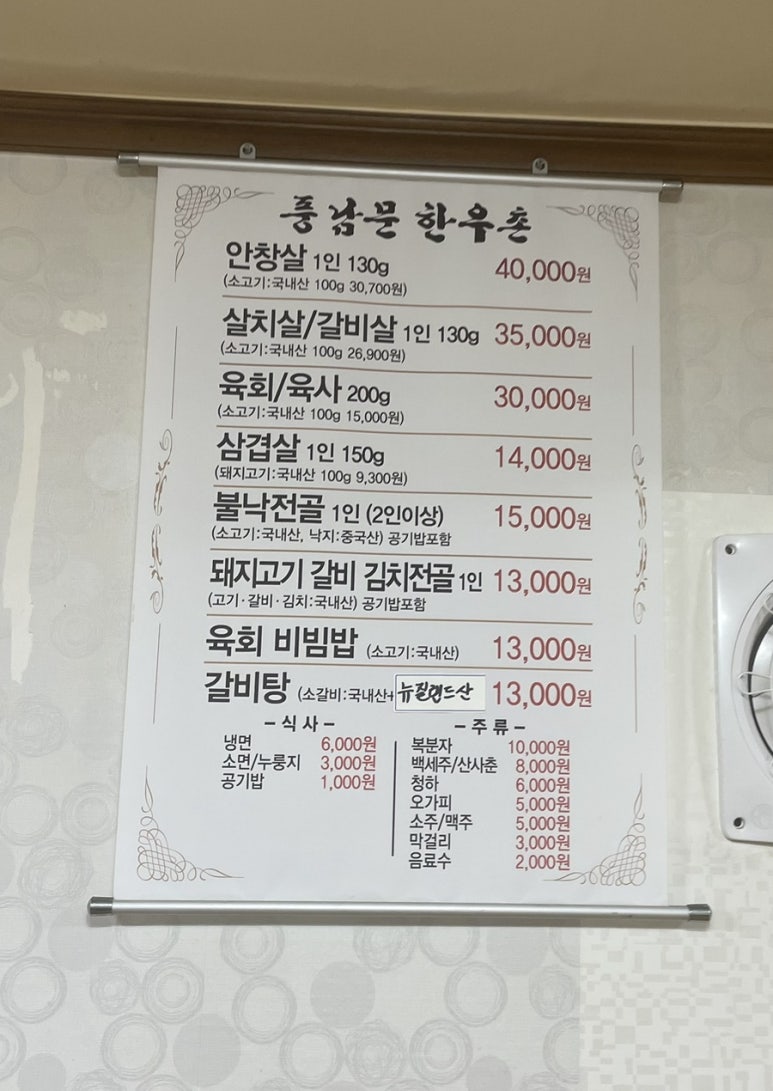 풍남문 한우촌
안창살 1인 130g 40,000원
(소고기:국내산 100g 30,700원)
살치살/갈비살 1인 130g 35,000원
(소고기:국내산 100g 26,900원)
육회/육사 200g 30,000원
(소고기:국내산 100g 15,000원)
삼겹살 1인 150g 14,000원
(돼지고기:국내산 100g 9,300원)
불낙전골 1인 (2인이상) 15,000원
(소고기:국내산, 낙지:중국산) 공기밥포함
돼지고기 갈비 김치전골 1인 13,000원
(고기·갈비·김치:국내산) 공기밥포함
육회 비빔밥 (소고기:국내산) 13,000원
갈비탕 (소갈비:국내산+ 뉴질랜드산 13,000원
– 식 사 –
냉면 6,000원
소면/누룽지 3,000원
공기밥 1,000원
– 주 류 –
복분자 10,000원
백세주/산사춘 8,000원
청하 6,000원
오가피 5,000원
소주/맥주 5,000원
막걸리 3,000원
음료수 2,000원